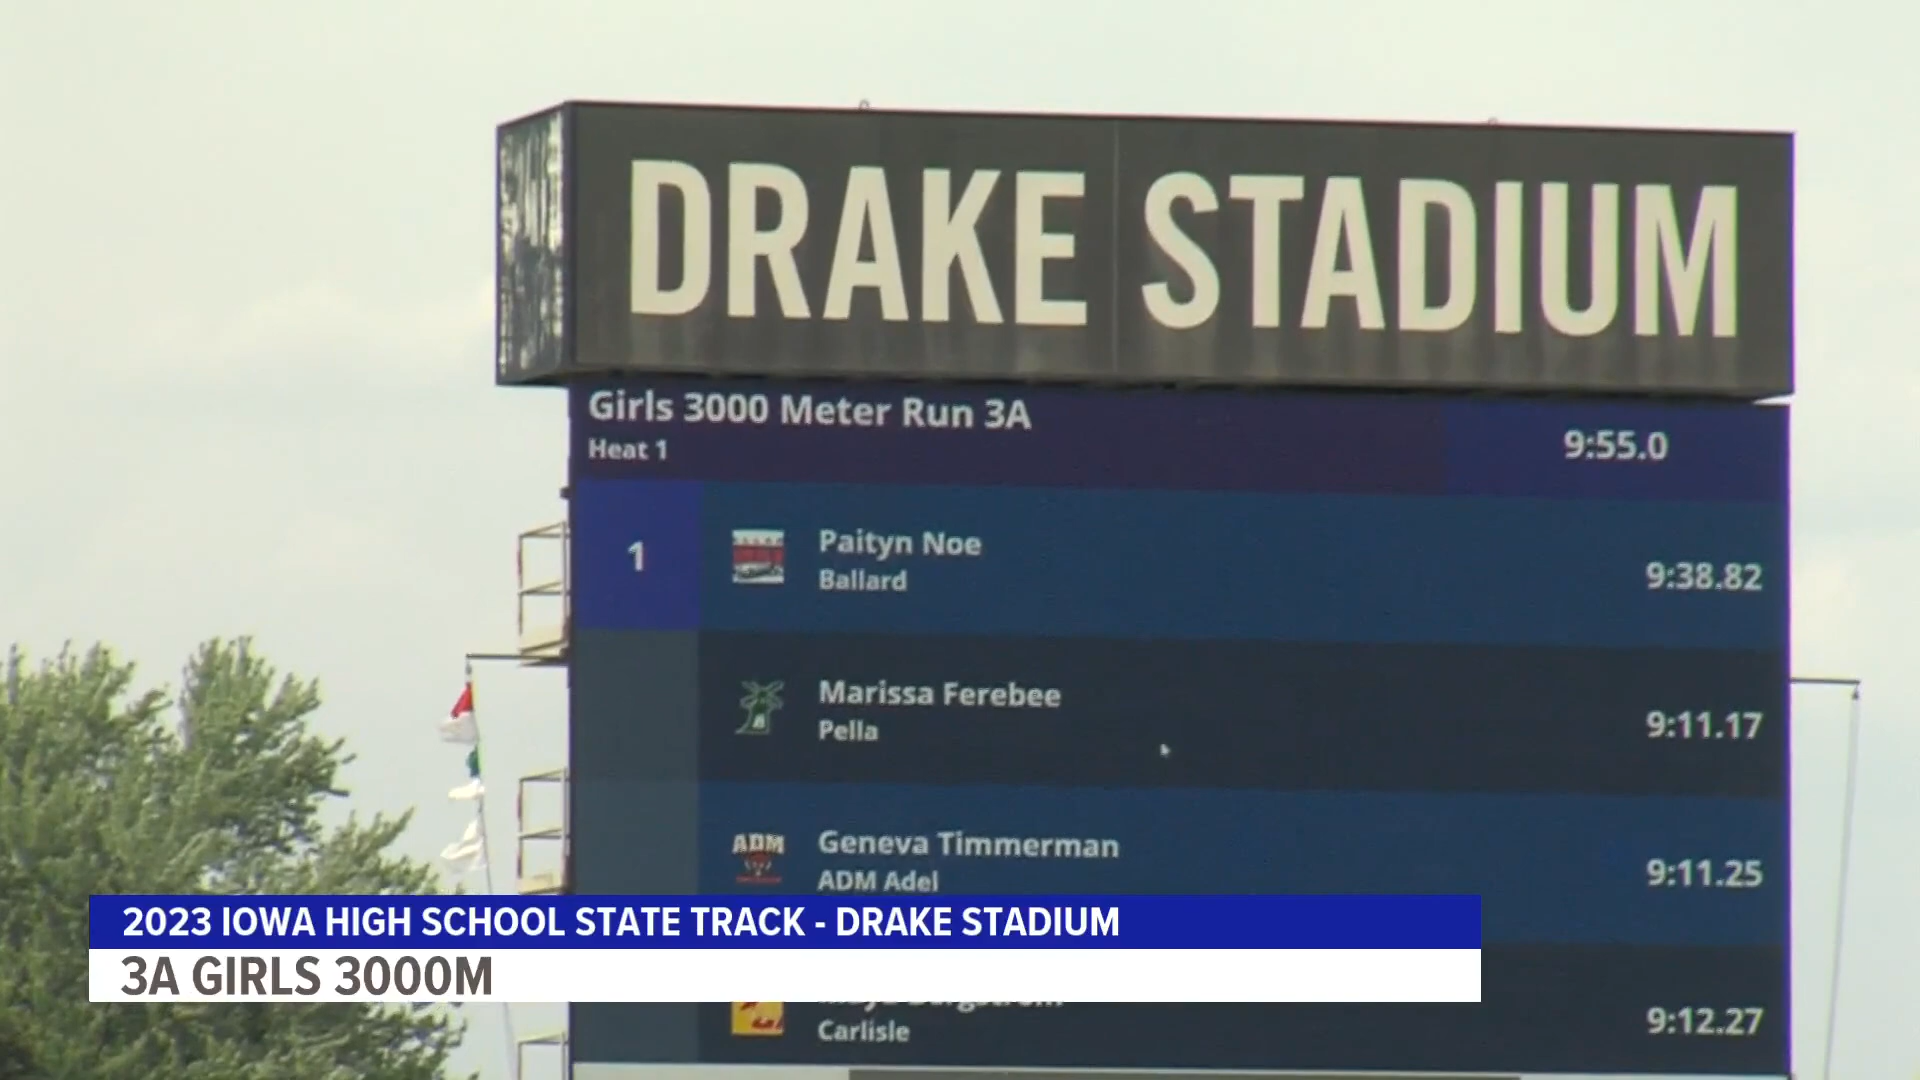 DRAKE STADIUM
Girls 3000 Meter Run 3A
Heat 1
9:55.0
1
Paityn Noe
Ballard
9:38.82
Marissa Ferebee
Pella
9:11.17
ADM
Geneva Timmerman
ADM Adel
9:11.25
2023 IOWA HIGH SCHOOL STATE TRACK - DRAKE STADIUM
3A GIRLS 3000M
Carlisle
9:12.27